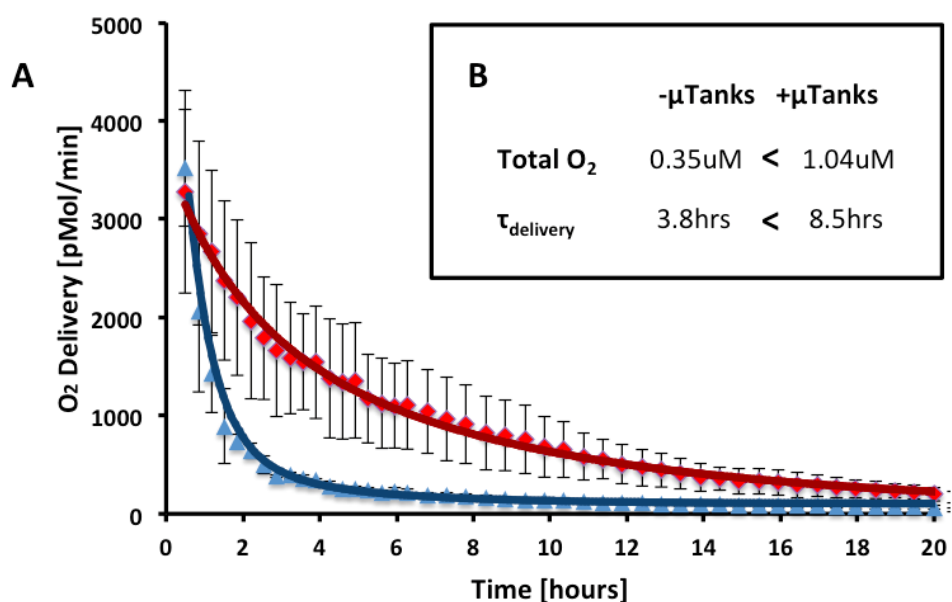 A
B
-μTanks +μTanks
Total O₂ 0.35uM < 1.04uM
τdelivery 3.8hrs < 8.5hrs
O₂ Delivery [pMol/min]
5000
4000
3000
2000
1000
0
0 2 4 6 8 10 12 14 16 18 20
Time [hours]